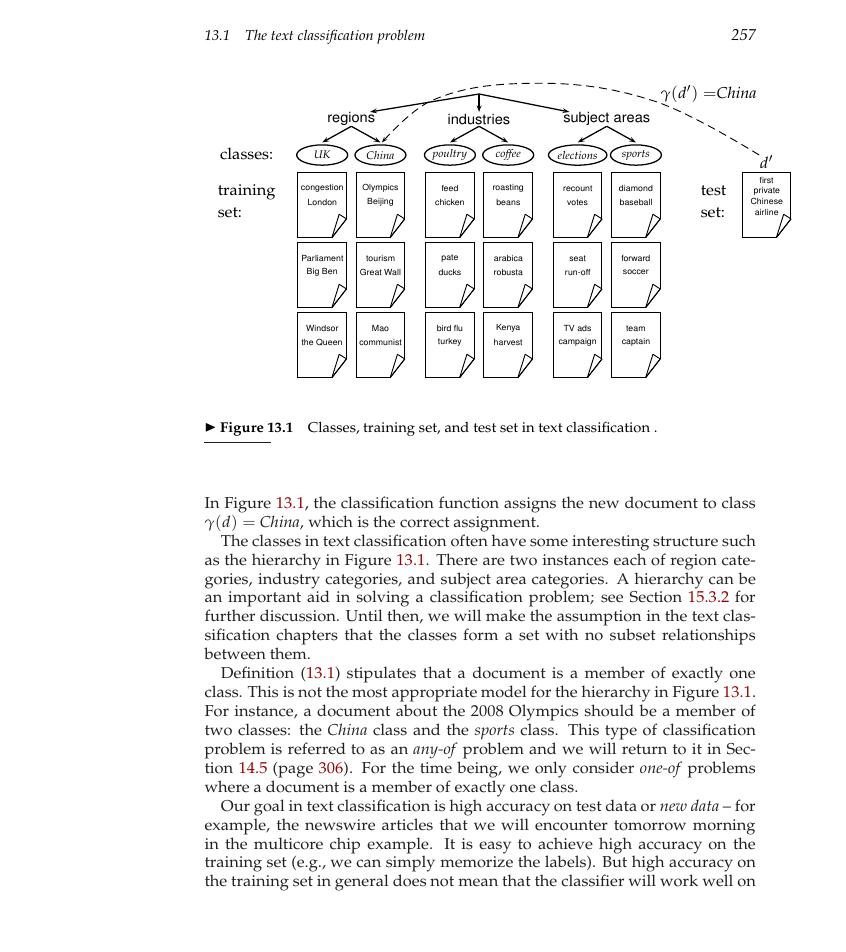 13.1 The text classification problem 257
γ(d′) =China
regions industries subject areas
classes: UK China poultry coffee elections sports d′
training set:
congestion London
Olympics Beijing
feed chicken
roasting beans
recount votes
diamond baseball
test set:
first private Chinese airline
Parliament Big Ben
tourism Great Wall
pate ducks
arabica robusta
seat run-off
forward soccer
Windsor the Queen
Mao communist
bird flu turkey
Kenya harvest
TV ads campaign
team captain
▶ Figure 13.1 Classes, training set, and test set in text classification .
In Figure 13.1, the classification function assigns the new document to class
γ(d) = China, which is the correct assignment.
The classes in text classification often have some interesting structure such
as the hierarchy in Figure 13.1. There are two instances each of region cate-
gories, industry categories, and subject area categories. A hierarchy can be
an important aid in solving a classification problem; see Section 15.3.2 for
further discussion. Until then, we will make the assumption in the text clas-
sification chapters that the classes form a set with no subset relationships
between them.
Definition (13.1) stipulates that a document is a member of exactly one
class. This is not the most appropriate model for the hierarchy in Figure 13.1.
For instance, a document about the 2008 Olympics should be a member of
two classes: the China class and the sports class. This type of classification
problem is referred to as an any-of problem and we will return to it in Sec-
tion 14.5 (page 306). For the time being, we only consider one-of problems
where a document is a member of exactly one class.
Our goal in text classification is high accuracy on test data or new data – for
example, the newswire articles that we will encounter tomorrow morning
in the multicore chip example. It is easy to achieve high accuracy on the
training set (e.g., we can simply memorize the labels). But high accuracy on
the training set in general does not mean that the classifier will work well on